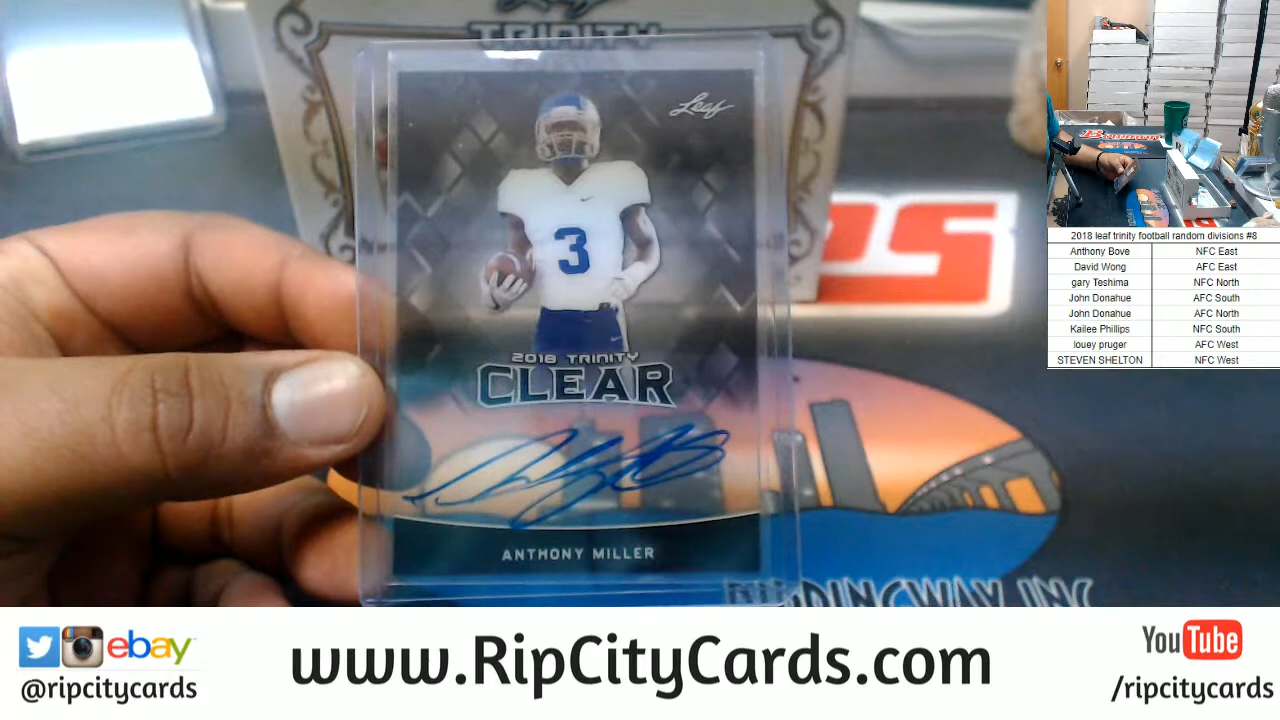 TRINITY
Leaf
3
2018 TRINITY
CLEAR
ANTHONY MILLER
2018 leaf trinity football random divisions #8
Anthony Bove NFC East
David Wong AFC East
gary Teshima NFC North
John Donahue AFC South
John Donahue AFC North
Kailee Phillips NFC South
louey pruger AFC West
STEVEN SHELTON NFC West
ebay
@ripcitycards
www.RipCityCards.com
YouTube
/ripcitycards